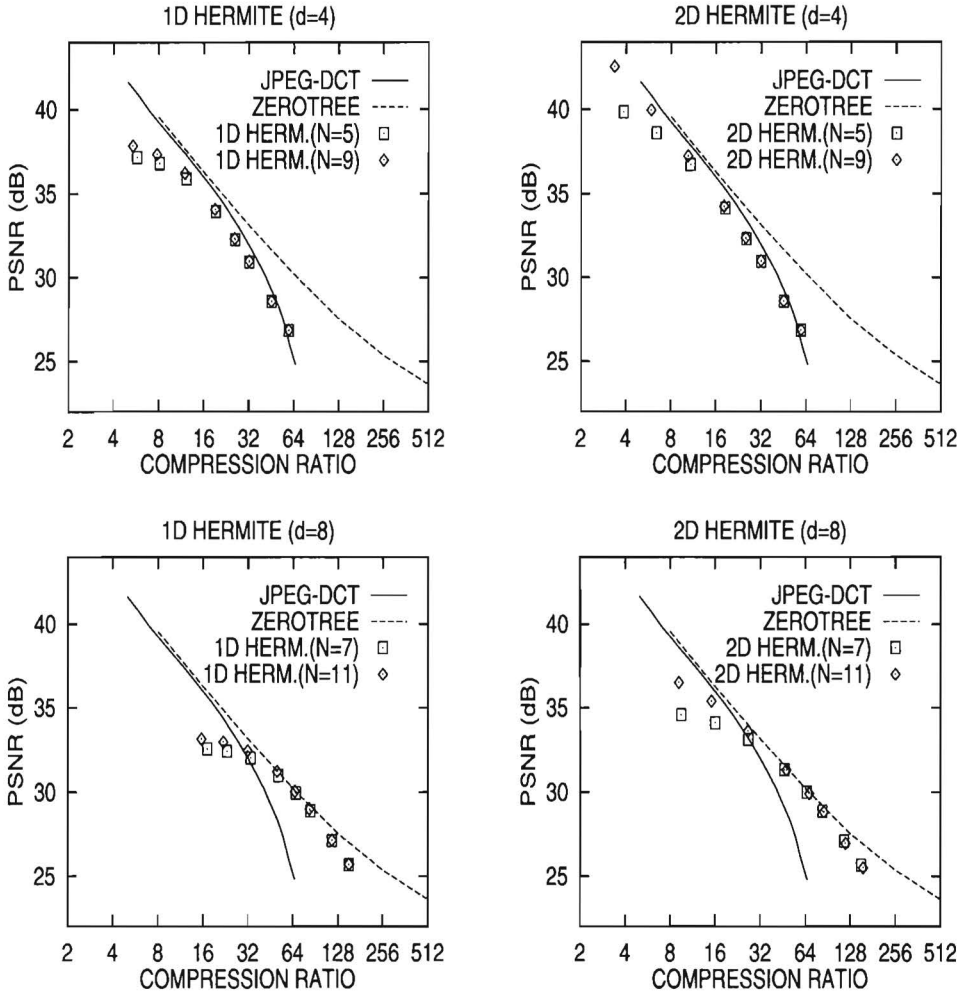 1D HERMITE (d=4)
PSNR (dB)
40
35
30
25
JPEG-DCT
ZEROTREE
1D HERM.(N=5)
1D HERM.(N=9)
2 4 8 16 32 64 128 256 512
COMPRESSION RATIO
2D HERMITE (d=4)
PSNR (dB)
40
35
30
25
JPEG-DCT
ZEROTREE
2D HERM.(N=5)
2D HERM.(N=9)
2 4 8 16 32 64 128 256 512
COMPRESSION RATIO
1D HERMITE (d=8)
PSNR (dB)
40
35
30
25
JPEG-DCT
ZEROTREE
1D HERM.(N=7)
1D HERM.(N=11)
2 4 8 16 32 64 128 256 512
COMPRESSION RATIO
2D HERMITE (d=8)
PSNR (dB)
40
35
30
25
JPEG-DCT
ZEROTREE
2D HERM.(N=7)
2D HERM.(N=11)
2 4 8 16 32 64 128 256 512
COMPRESSION RATIO